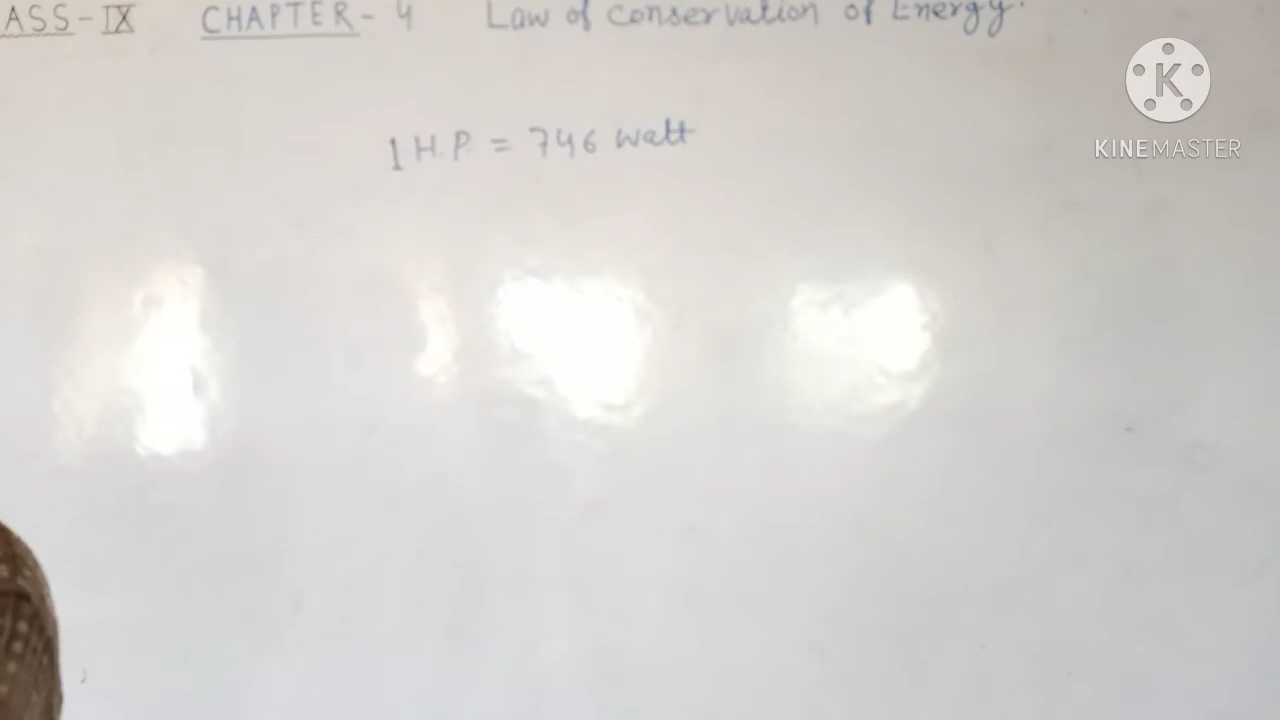 ASS-IX CHAPTER-4 Law of Conservation of Energy.
1 H.P. = 746 watt
K
KINEMASTER